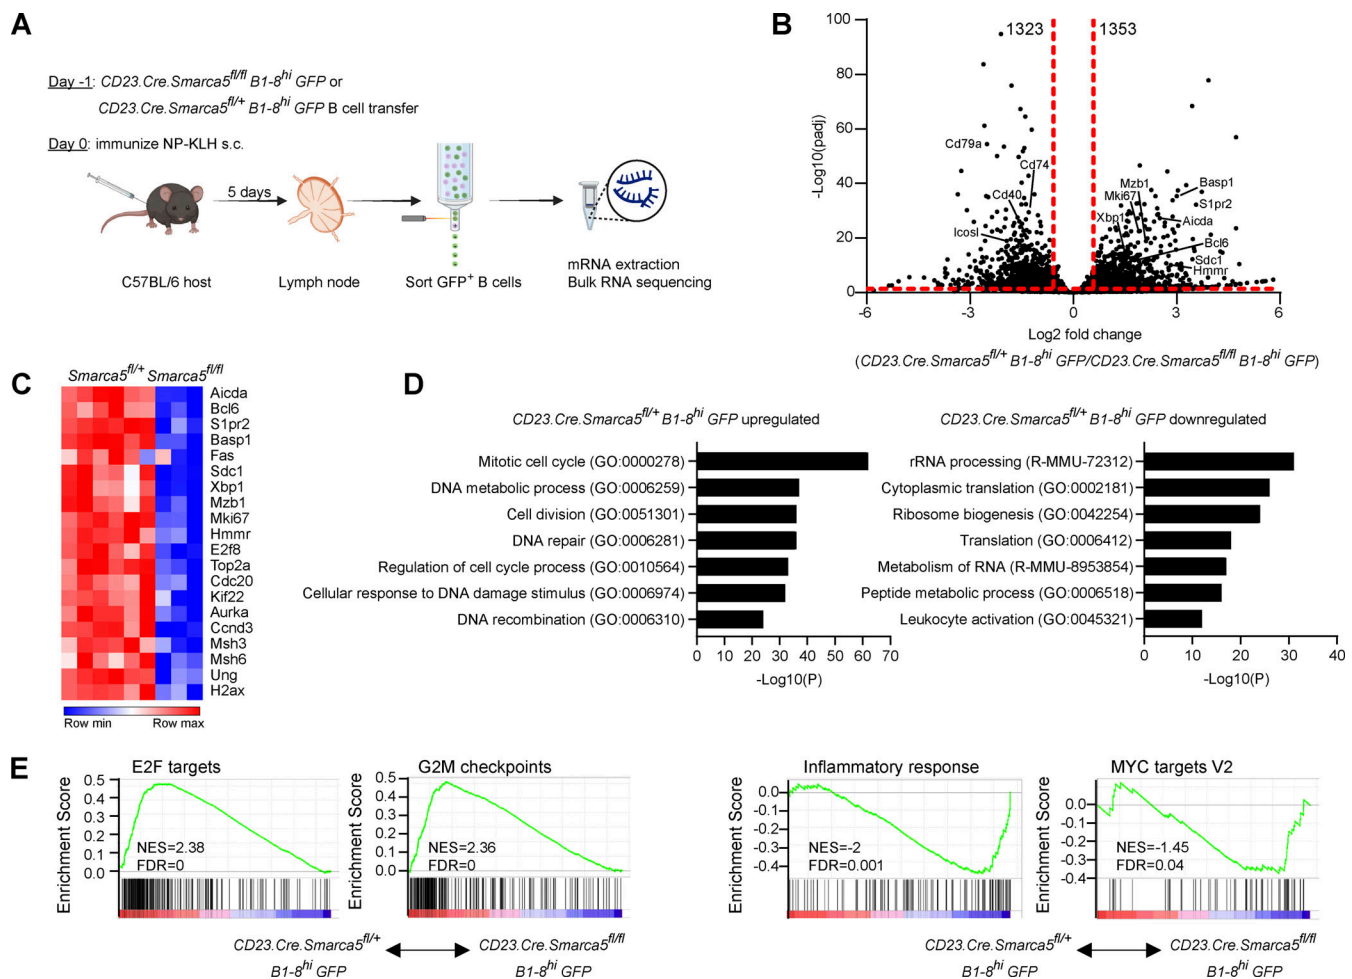 A
Day -1: CD23.Cre.Smarca5fl/fl B1-8hi GFP or
CD23.Cre.Smarca5fl/+ B1-8hi GFP B cell transfer
Day 0: immunize NP-KLH s.c.
5 days
C57BL/6 host
Lymph node
Sort GFP+ B cells
mRNA extraction
Bulk RNA sequencing
B
1323
1353
-Log10(padj)
100
80
60
40
20
0
Cd79a
Cd74
Cd40
Icosl
Mzb1
Mki67
Xbp1
Basp1
S1pr2
Aicda
Bcl6
Sdc1
Hmmr
-6
-3
0
3
6
Log2 fold change
(CD23.Cre.Smarca5fl/+ B1-8hi GFP/CD23.Cre.Smarca5fl/fl B1-8hi GFP)
C
Smarca5fl/+ Smarca5fl/fl
Aicda
Bcl6
S1pr2
Basp1
Fas
Sdc1
Xbp1
Mzb1
Mki67
Hmmr
E2f8
Top2a
Cdc20
Kif22
Aurka
Ccnd3
Msh3
Msh6
Ung
H2ax
Row min
Row max
D
CD23.Cre.Smarca5fl/+ B1-8hi GFP upregulated
Mitotic cell cycle (GO:0000278)
DNA metabolic process (GO:0006259)
Cell division (GO:0051301)
DNA repair (GO:0006281)
Regulation of cell cycle process (GO:0010564)
Cellular response to DNA damage stimulus (GO:0006974)
DNA recombination (GO:0006310)
0 10 20 30 40 50 60 70
-Log10(P)
CD23.Cre.Smarca5fl/+ B1-8hi GFP downregulated
rRNA processing (R-MMU-72312)
Cytoplasmic translation (GO:0002181)
Ribosome biogenesis (GO:0042254)
Translation (GO:0006412)
Metabolism of RNA (R-MMU-8953854)
Peptide metabolic process (GO:0006518)
Leukocyte activation (GO:0045321)
0 10 20 30 40
-Log10(P)
E
E2F targets
Enrichment Score
0.5
0.4
0.3
0.2
0.1
0.0
NES=2.38
FDR=0
G2M checkpoints
Enrichment Score
0.5
0.4
0.3
0.2
0.1
0.0
NES=2.36
FDR=0
CD23.Cre.Smarca5fl/+
B1-8hi GFP
CD23.Cre.Smarca5fl/fl
B1-8hi GFP
Inflammatory response
Enrichment Score
0.0
-0.1
-0.2
-0.3
-0.4
NES=-2
FDR=0.001
MYC targets V2
Enrichment Score
0.0
-0.1
-0.2
-0.3
-0.4
NES=-1.45
FDR=0.04
CD23.Cre.Smarca5fl/+
B1-8hi GFP
CD23.Cre.Smarca5fl/fl
B1-8hi GFP